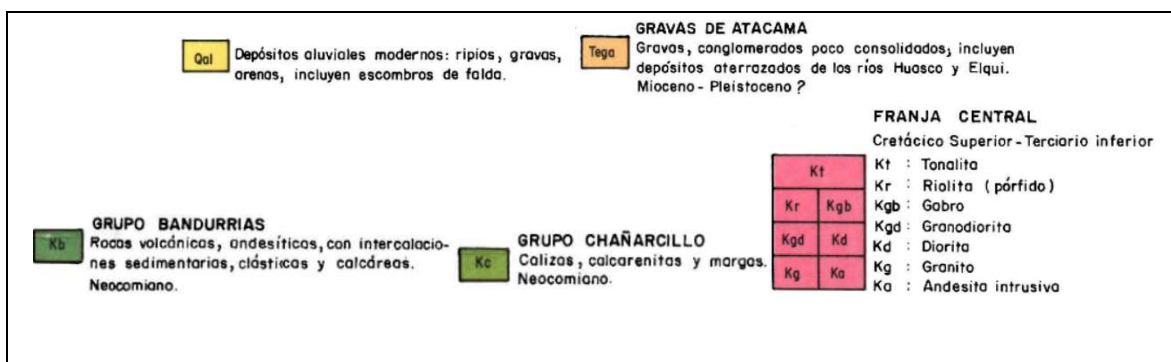 Qal
Depósitos aluviales modernos: ripios, gravas,
arenas, incluyen escombros de falda.
Tega
GRAVAS DE ATACAMA
Gravas, conglomerados poco consolidados, incluyen
depósitos aterrazados de los ríos Huasco y Elqui.
Mioceno - Pleistoceno ?
FRANJA CENTRAL
Cretácico Superior - Terciario inferior
Kt
Kr Kgb
Kgd Kd
Kg Ka
Kt : Tonalita
Kr : Riolita ( pórfido )
Kgb : Gabro
Kgd : Granodiorita
Kd : Diorita
Kg : Granito
Ka : Andesita intrusiva
Kb
GRUPO BANDURRIAS
Rocas volcánicas, andesíticas, con intercalacio-
nes sedimentarias, clásticas y calcáreas.
Neocomiano.
Kc
GRUPO CHAÑARCILLO
Calizas, calcarenitas y margas.
Neocomiano.